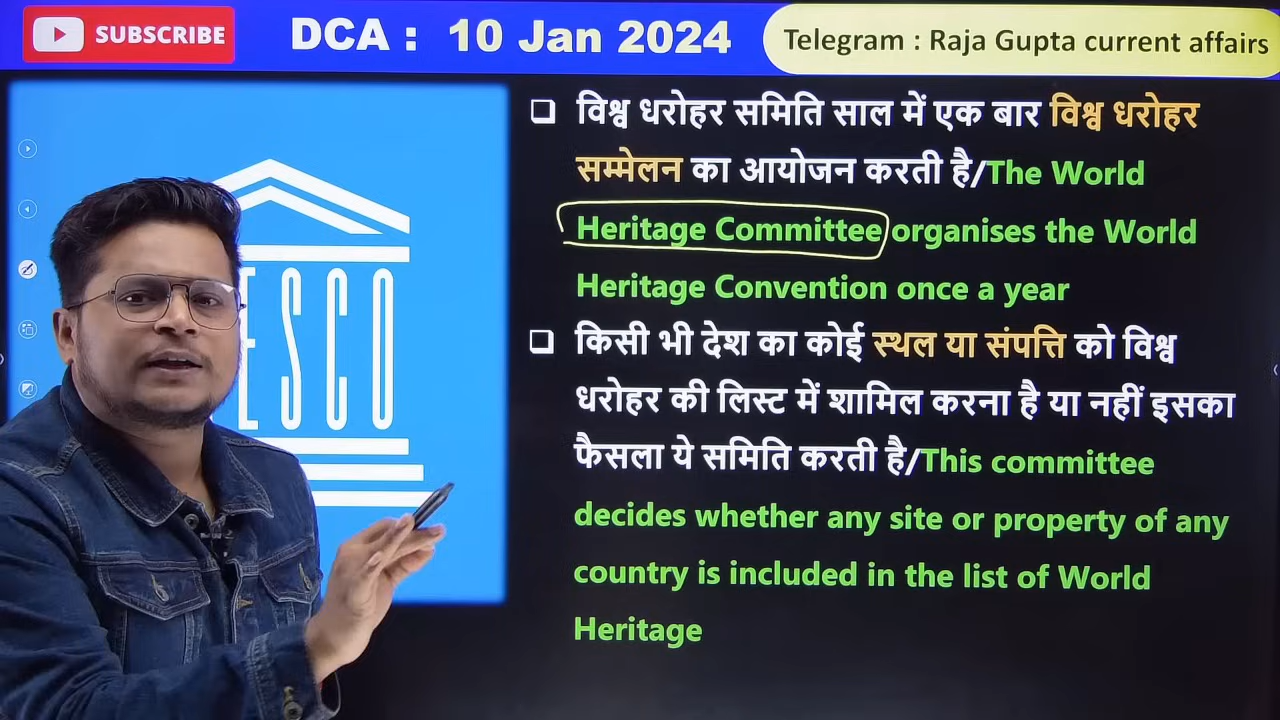 SUBSCRIBE
DCA : 10 Jan 2024
Telegram : Raja Gupta current affairs
ESCO
विश्व धरोहर समिति साल में एक बार विश्व धरोहर
सम्मेलन का आयोजन करती है/The World
Heritage Committee organises the World
Heritage Convention once a year
किसी भी देश का कोई स्थल या संपत्ति को विश्व
धरोहर की लिस्ट में शामिल करना है या नहीं इसका
फैसला ये समिति करती है/This committee
decides whether any site or property of any
country is included in the list of World
Heritage